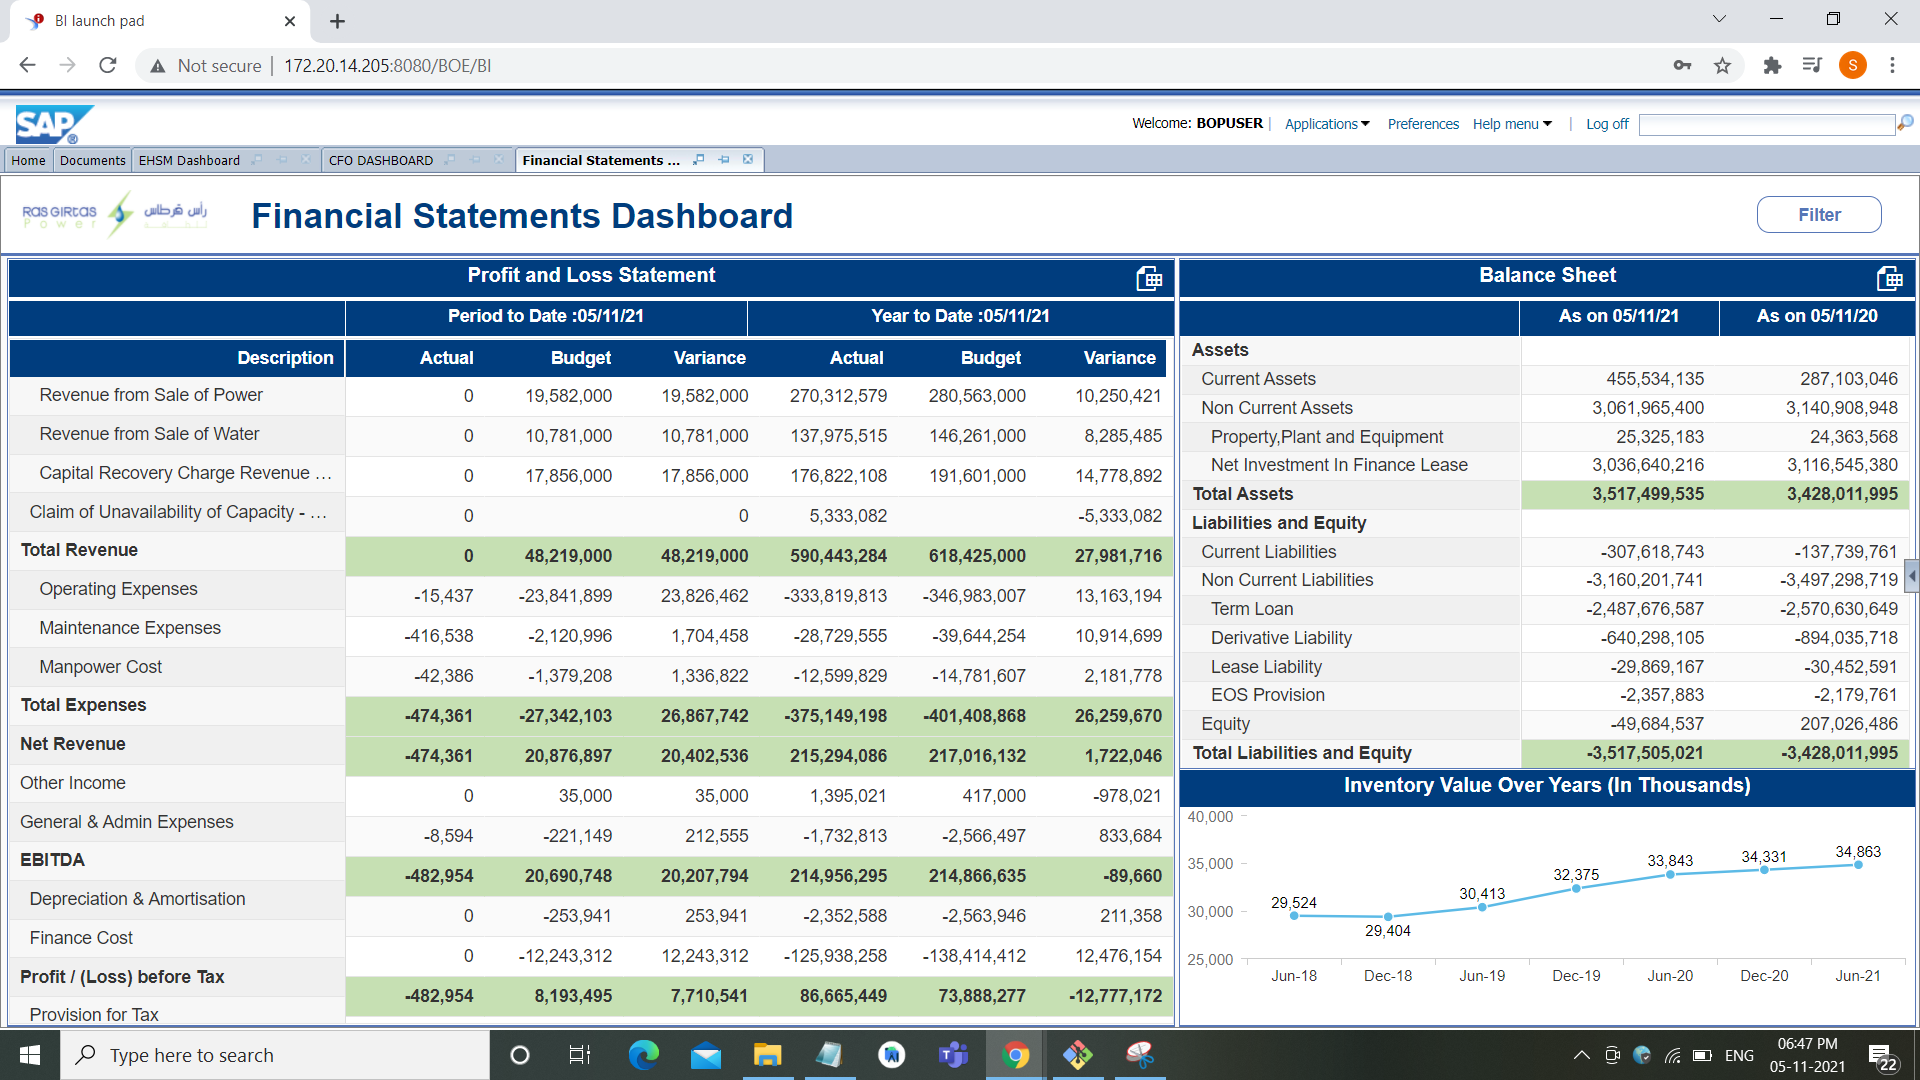 BI launch pad
Not secure | 172.20.14.205:8080/BOE/BI
S
SAP
Welcome: BOPUSER | Applications Preferences Help menu | Log off
Home Documents EHSM Dashboard CFO DASHBOARD Financial Statements ...
RAS GIRTAS رأس قرطاس
Power
Financial Statements Dashboard
Filter
Profit and Loss Statement
Period to Date :05/11/21 Year to Date :05/11/21
Description Actual Budget Variance Actual Budget Variance
Revenue from Sale of Power 0 19,582,000 19,582,000 270,312,579 280,563,000 10,250,421
Revenue from Sale of Water 0 10,781,000 10,781,000 137,975,515 146,261,000 8,285,485
Capital Recovery Charge Revenue ... 0 17,856,000 17,856,000 176,822,108 191,601,000 14,778,892
Claim of Unavailability of Capacity - ... 0 0 5,333,082 -5,333,082
Total Revenue 0 48,219,000 48,219,000 590,443,284 618,425,000 27,981,716
Operating Expenses -15,437 -23,841,899 23,826,462 -333,819,813 -346,983,007 13,163,194
Maintenance Expenses -416,538 -2,120,996 1,704,458 -28,729,555 -39,644,254 10,914,699
Manpower Cost -42,386 -1,379,208 1,336,822 -12,599,829 -14,781,607 2,181,778
Total Expenses -474,361 -27,342,103 26,867,742 -375,149,198 -401,408,868 26,259,670
Net Revenue -474,361 20,876,897 20,402,536 215,294,086 217,016,132 1,722,046
Other Income 0 35,000 35,000 1,395,021 417,000 -978,021
General & Admin Expenses -8,594 -221,149 212,555 -1,732,813 -2,566,497 833,684
EBITDA -482,954 20,690,748 20,207,794 214,956,295 214,866,635 -89,660
Depreciation & Amortisation 0 -253,941 253,941 -2,352,588 -2,563,946 211,358
Finance Cost 0 -12,243,312 12,243,312 -125,938,258 -138,414,412 12,476,154
Profit / (Loss) before Tax -482,954 8,193,495 7,710,541 86,665,449 73,888,277 -12,777,172
Provision for Tax
Balance Sheet
As on 05/11/21 As on 05/11/20
Assets
Current Assets 455,534,135 287,103,046
Non Current Assets 3,061,965,400 3,140,908,948
Property,Plant and Equipment 25,325,183 24,363,568
Net Investment In Finance Lease 3,036,640,216 3,116,545,380
Total Assets 3,517,499,535 3,428,011,995
Liabilities and Equity
Current Liabilities -307,618,743 -137,739,761
Non Current Liabilities -3,160,201,741 -3,497,298,719
Term Loan -2,487,676,587 -2,570,630,649
Derivative Liability -640,298,105 -894,035,718
Lease Liability -29,869,167 -30,452,591
EOS Provision -2,357,883 -2,179,761
Equity -49,684,537 207,026,486
Total Liabilities and Equity -3,517,505,021 -3,428,011,995
Inventory Value Over Years (In Thousands)
40,000
35,000
30,000
25,000
29,524 29,404 30,413 32,375 33,843 34,331 34,863
Jun-18 Dec-18 Jun-19 Dec-19 Jun-20 Dec-20 Jun-21
Type here to search
ENG
06:47 PM
05-11-2021
22